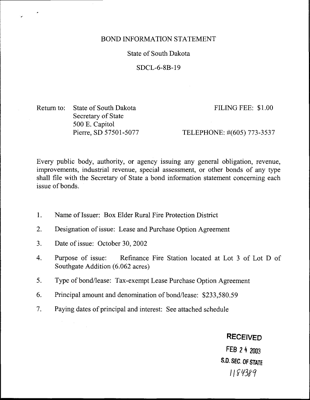 BOND INFORMATION STATEMENT
State of South Dakota
SDCL-6-8B-19
Return to: State of South Dakota FILING FEE: $1.00
Secretary of State
500 E. Capitol
Pierre, SD 57501-5077 TELEPHONE: #(605) 773-3537
Every public body, authority, or agency issuing any general obligation, revenue,
improvements, industrial revenue, special assessment, or other bonds of any type
shall file with the Secretary of State a bond information statement concerning each
issue of bonds.
1. Name of Issuer: Box Elder Rural Fire Protection District
2. Designation of issue: Lease and Purchase Option Agreement
3. Date of issue: October 30, 2002
4. Purpose of issue: Refinance Fire Station located at Lot 3 of Lot D of
Southgate Addition (6.062 acres)
5. Type of bond/lease: Tax-exempt Lease Purchase Option Agreement
6. Principal amount and denomination of bond/lease: $233,580.59
7. Paying dates of principal and interest: See attached schedule
RECEIVED
FEB 24 2003
S.D. SEC. OF STATE
1184389